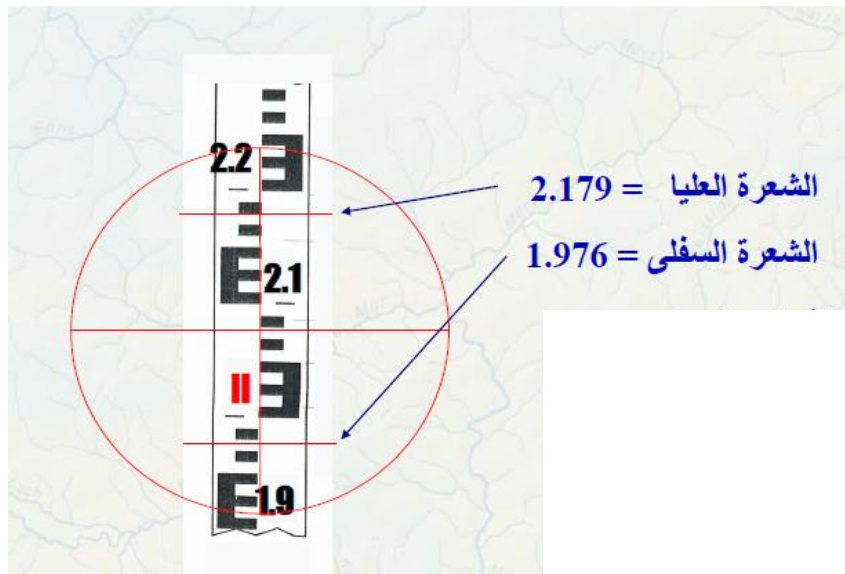 2.2
الشعرة العليا = 2.179
الشعرة السفلى = 1.976
2.1
II
1.9